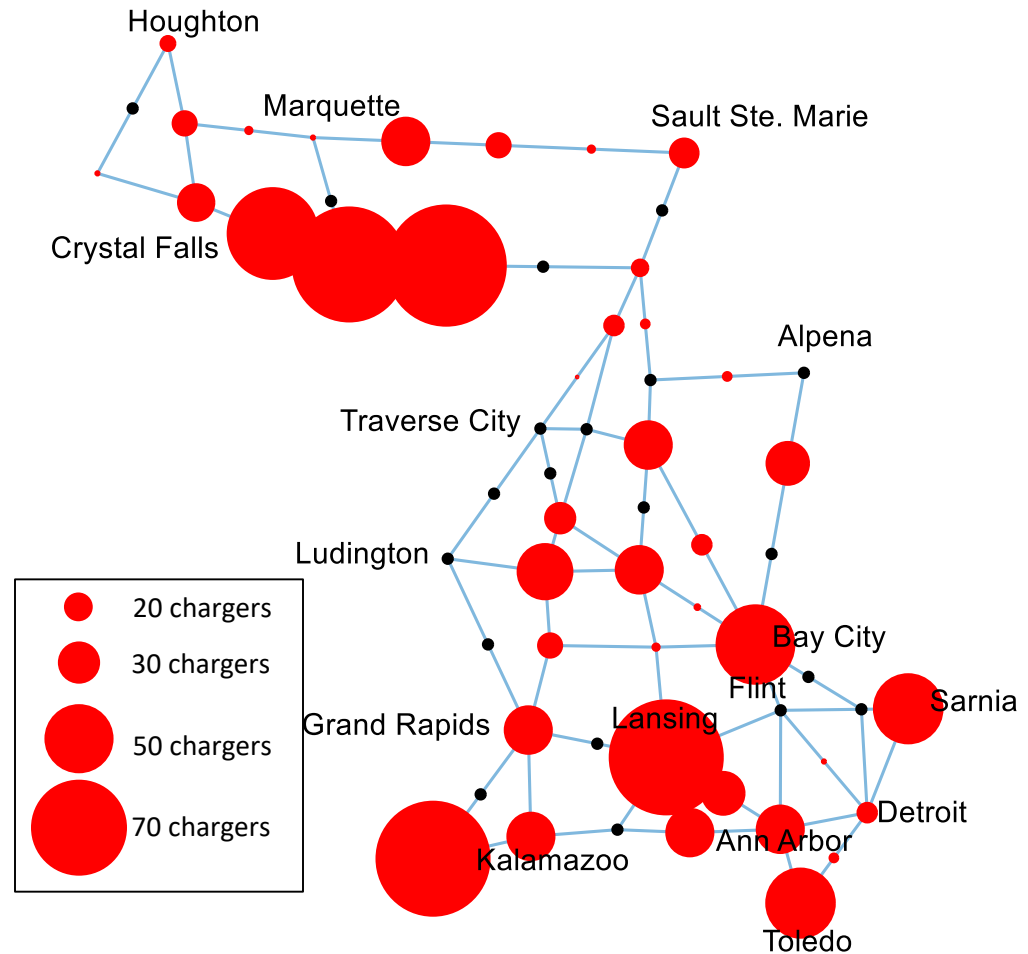 Houghton
Marquette
Sault Ste. Marie
Crystal Falls
Alpena
Traverse City
Ludington
20 chargers
30 chargers
50 chargers
70 chargers
Bay City
Flint
Sarnia
Lansing
Grand Rapids
Detroit
Ann Arbor
Kalamazoo
Toledo